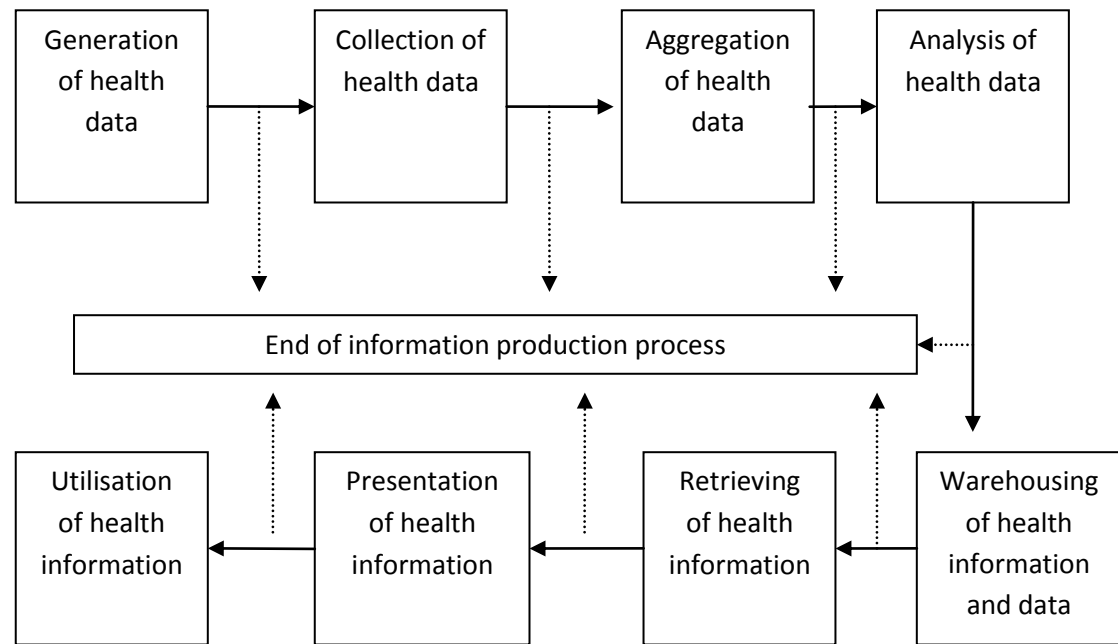 Generation
of health
data
Collection of
health data
Aggregation
of health
data
Analysis of
health data
End of information production process
Utilisation
of health
information
Presentation
of health
information
Retrieving
of health
information
Warehousing
of health
information
and data